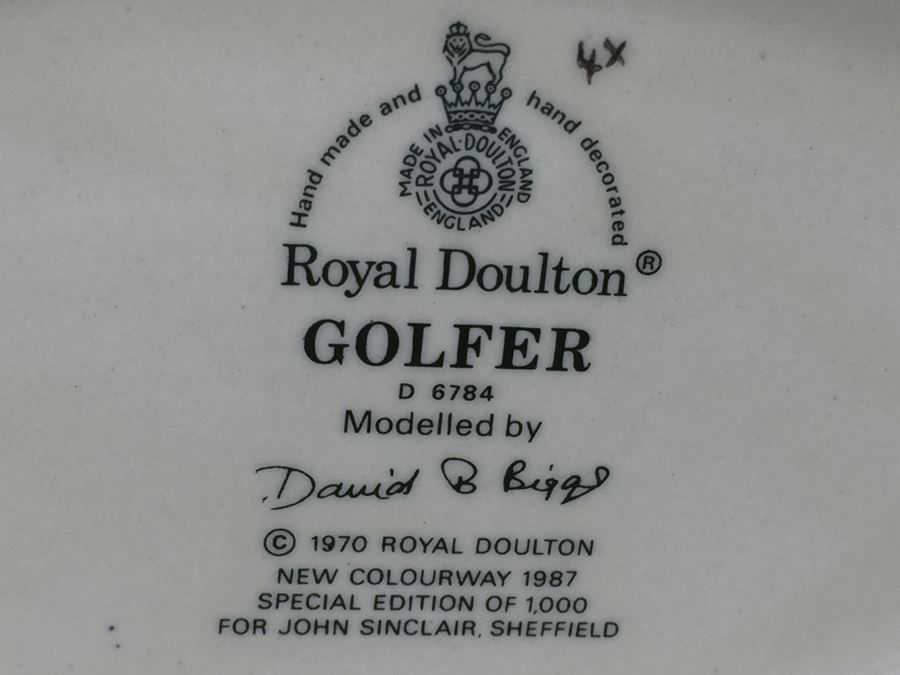 4x
Hand made and hand decorated
MADE IN ENGLAND
ROYAL·DOULTON
ENGLAND
Royal Doulton®
GOLFER
D 6784
Modelled by
David B Biggs
© 1970 ROYAL DOULTON
NEW COLOURWAY 1987
SPECIAL EDITION OF 1,000
FOR JOHN SINCLAIR, SHEFFIELD